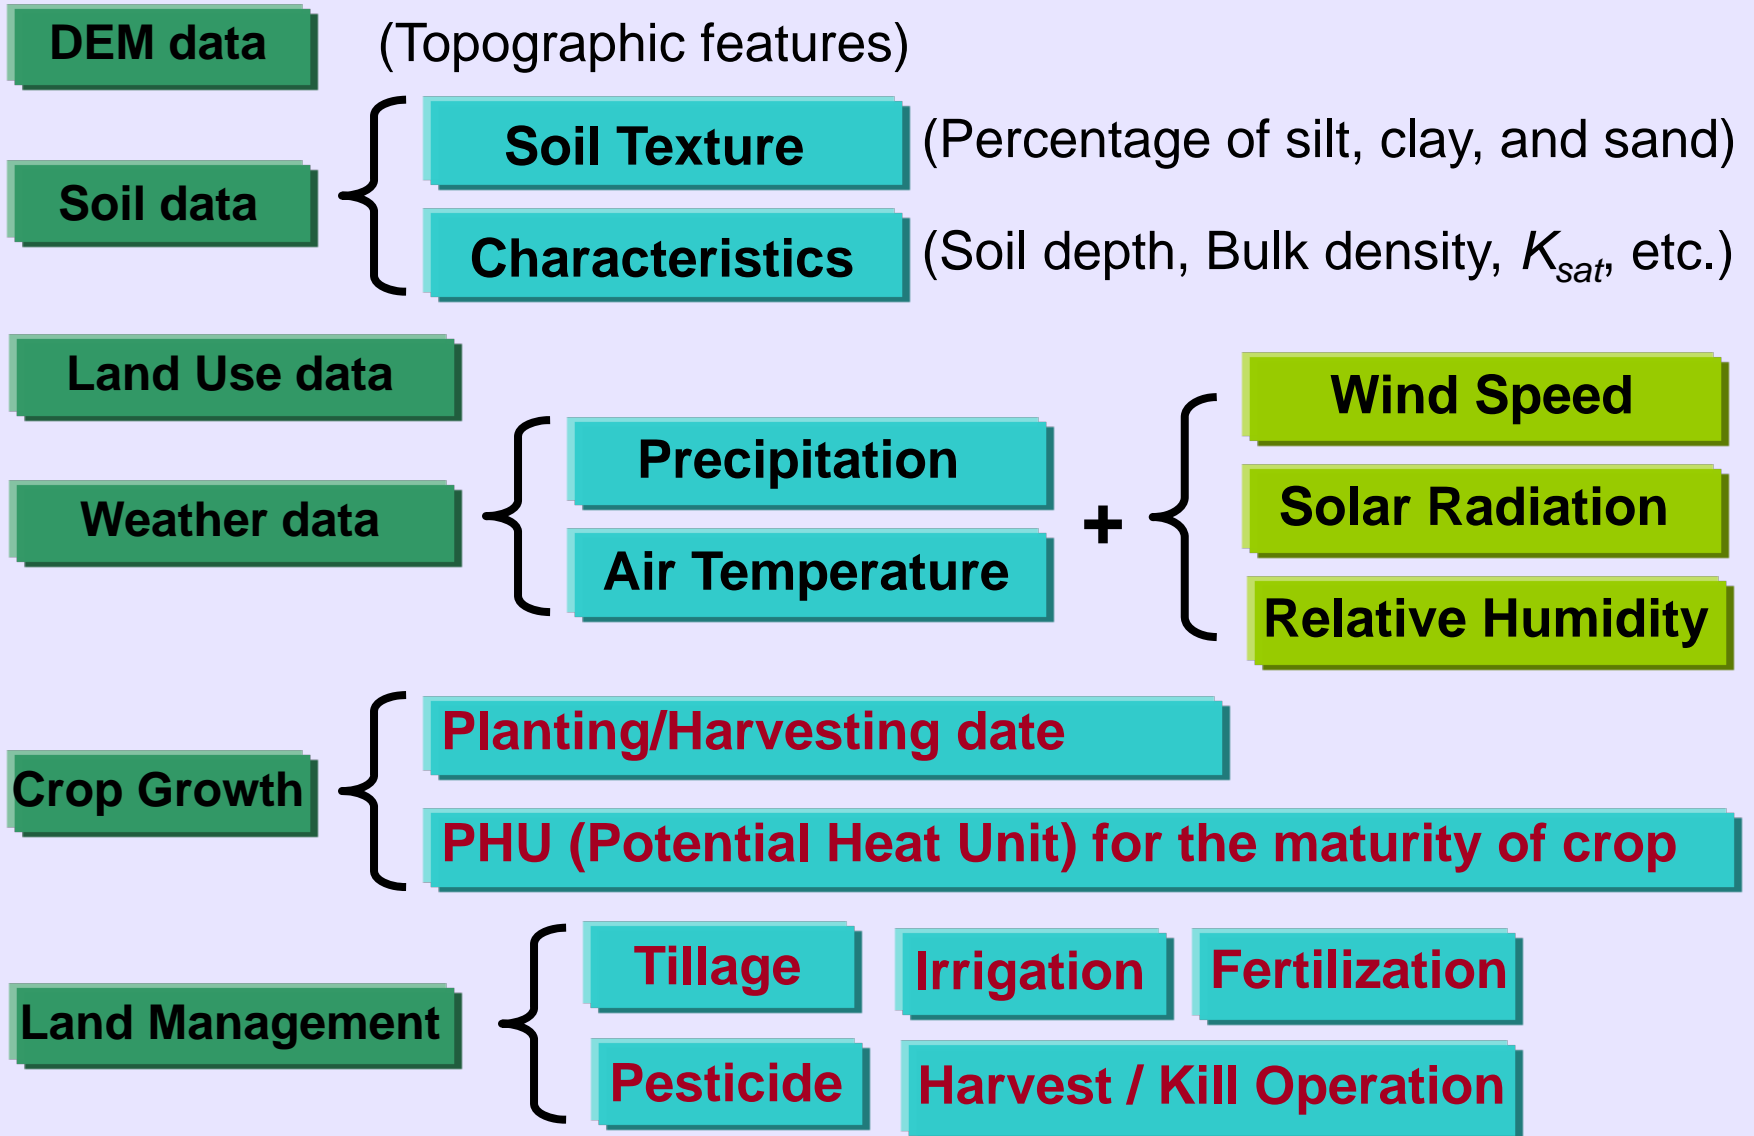 DEM data (Topographic features)
Soil Texture (Percentage of silt, clay, and sand)
Soil data
Characteristics (Soil depth, Bulk density, Ksat, etc.)
Land Use data
Wind Speed
Precipitation
Weather data
+
Solar Radiation
Air Temperature
Relative Humidity
Planting/Harvesting date
Crop Growth
PHU (Potential Heat Unit) for the maturity of crop
Tillage Irrigation Fertilization
Land Management
Pesticide Harvest / Kill Operation